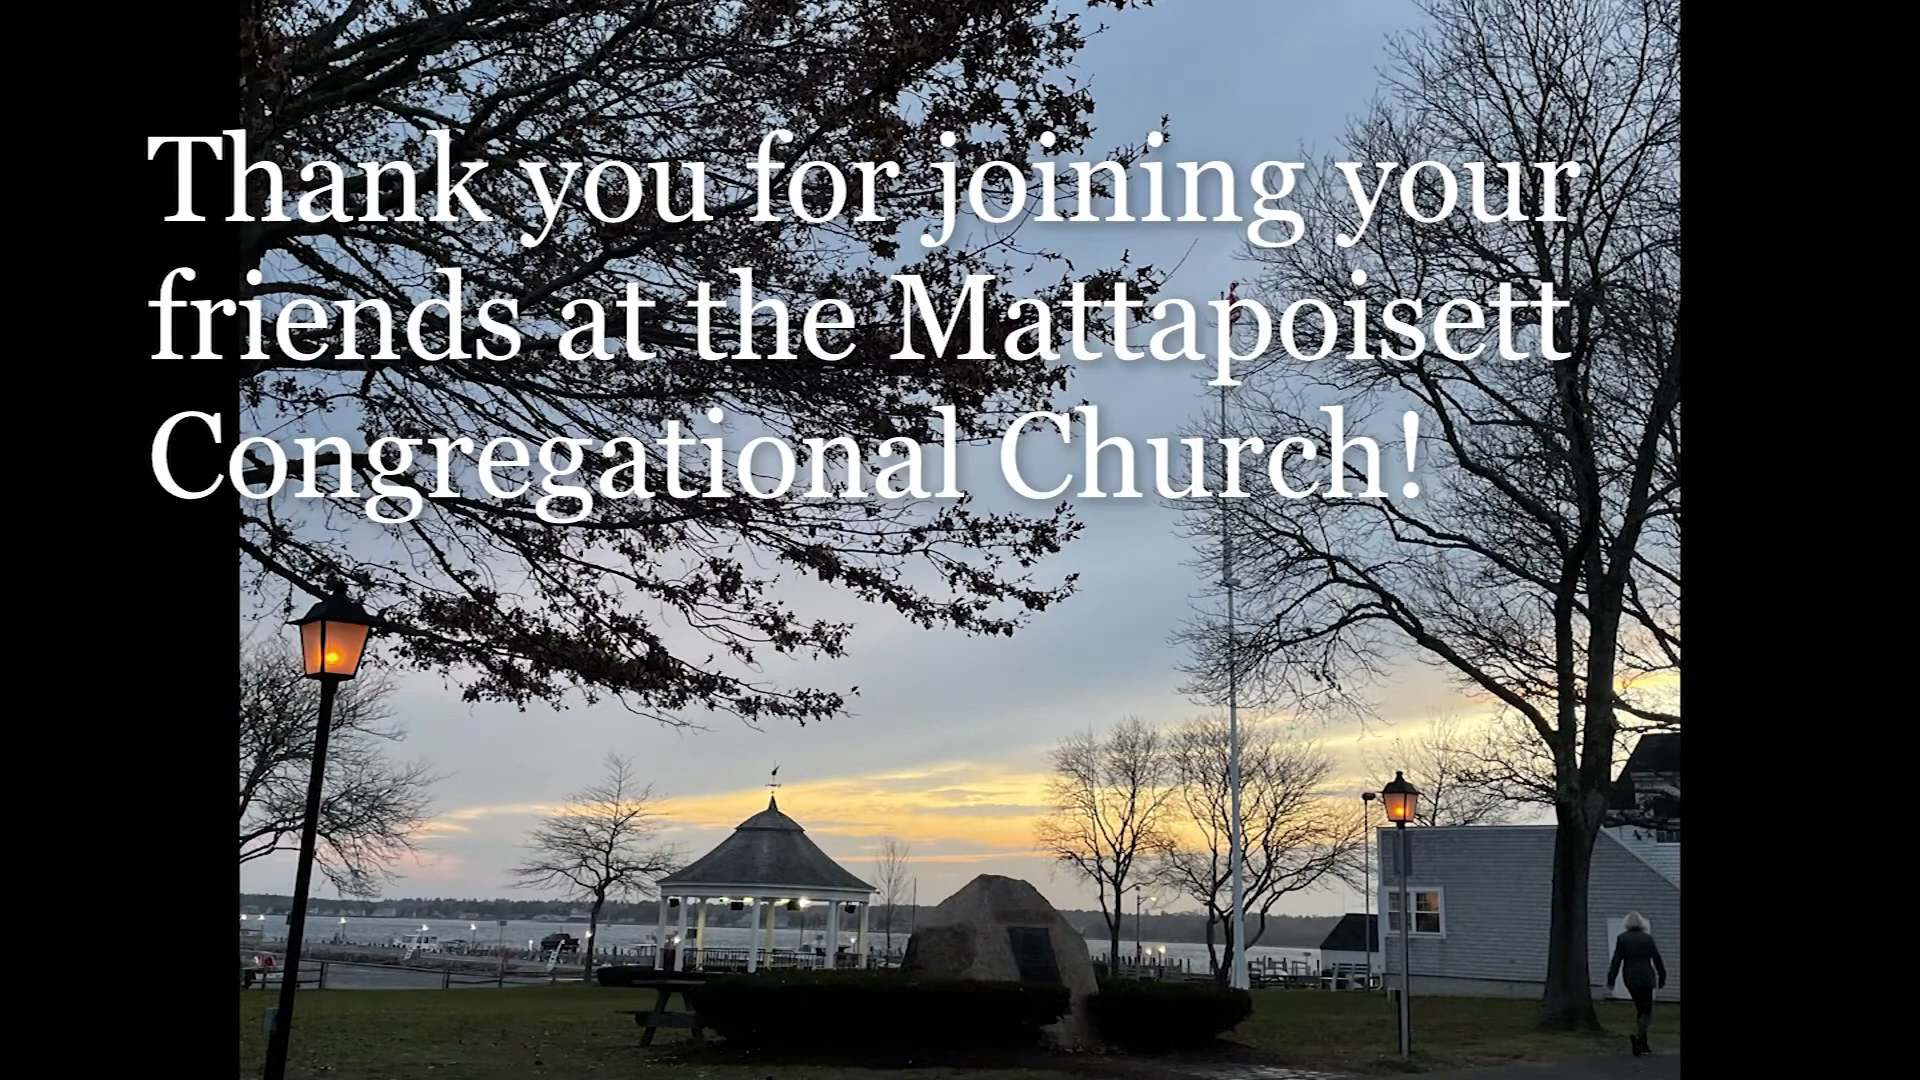 Thank you for joining your
friends at the Mattapoisett
Congregational Church!